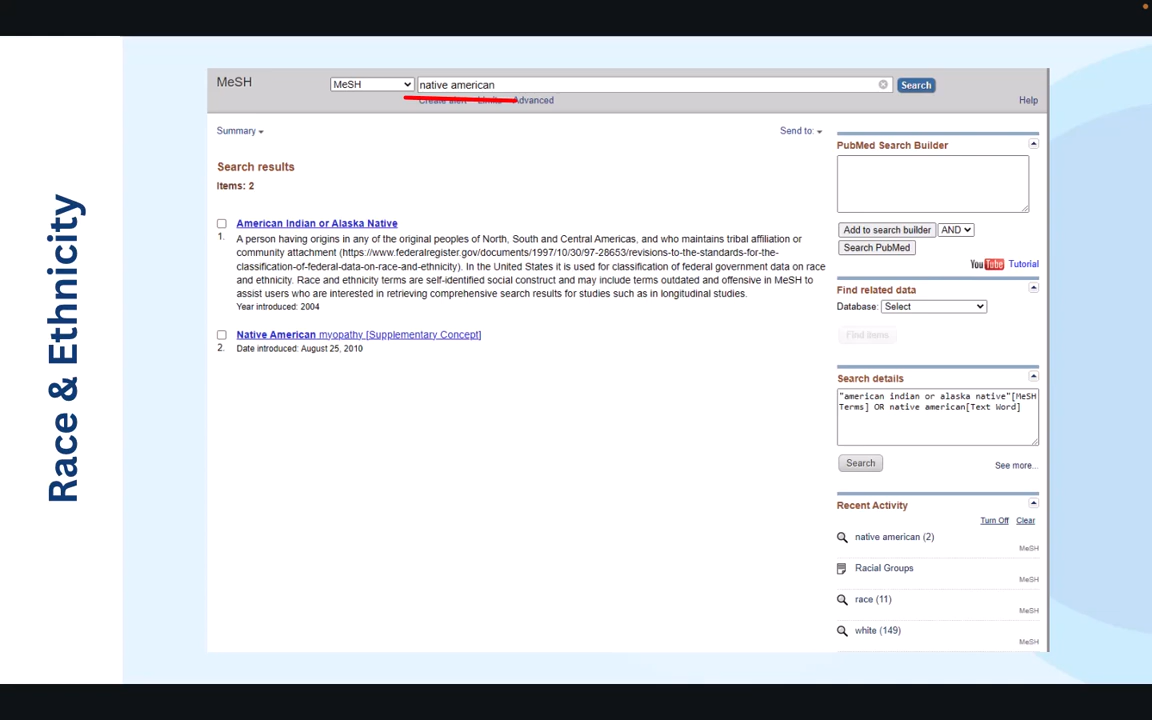 Race & Ethnicity
MeSH
MeSH
native american
Search
Create alert Limits Advanced
Help
Summary
Send to:
Search results
Items: 2
American Indian or Alaska Native
1. A person having origins in any of the original peoples of North, South and Central Americas, and who maintains tribal affiliation or
community attachment (https://www.federalregister.gov/documents/1997/10/30/97-28653/revisions-to-the-standards-for-the-
classification-of-federal-data-on-race-and-ethnicity). In the United States it is used for classification of federal government data on race
and ethnicity. Race and ethnicity terms are self-identified social construct and may include terms outdated and offensive in MeSH to
assist users who are interested in retrieving comprehensive search results for studies such as in longitudinal studies.
Year introduced: 2004
Native American myopathy [Supplementary Concept]
2. Date introduced: August 25, 2010
PubMed Search Builder
Add to search builder AND
Search PubMed
YouTube Tutorial
Find related data
Database: Select
Find items
Search details
"american indian or alaska native"[MeSH
Terms] OR native american[Text Word]
Search
See more...
Recent Activity
Turn Off Clear
native american (2)
MeSH
Racial Groups
MeSH
race (11)
MeSH
white (149)
MeSH